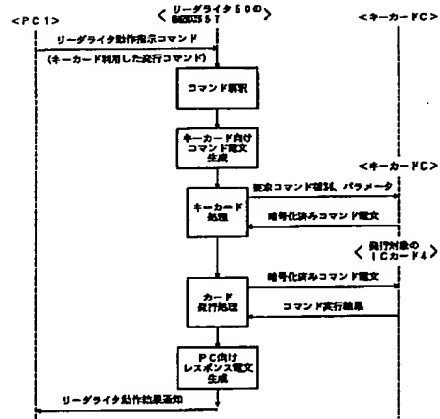 <PC1>
<リーダライタ50の
制御部57>
<キーカードC>
リーダライタ動作指示コマンド
(キーカード利用した発行コマンド)
コマンド解釈
キーカード向け
コマンド電文
生成
<キーカードC>
キーカード
処理
要求コマンド種別、パラメータ
暗号化済みコマンド電文
<発行対象の
ICカード4>
カード
発行処理
暗号化済みコマンド電文
コマンド実行結果
PC向け
レスポンス電文
生成
リーダライタ動作結果通知